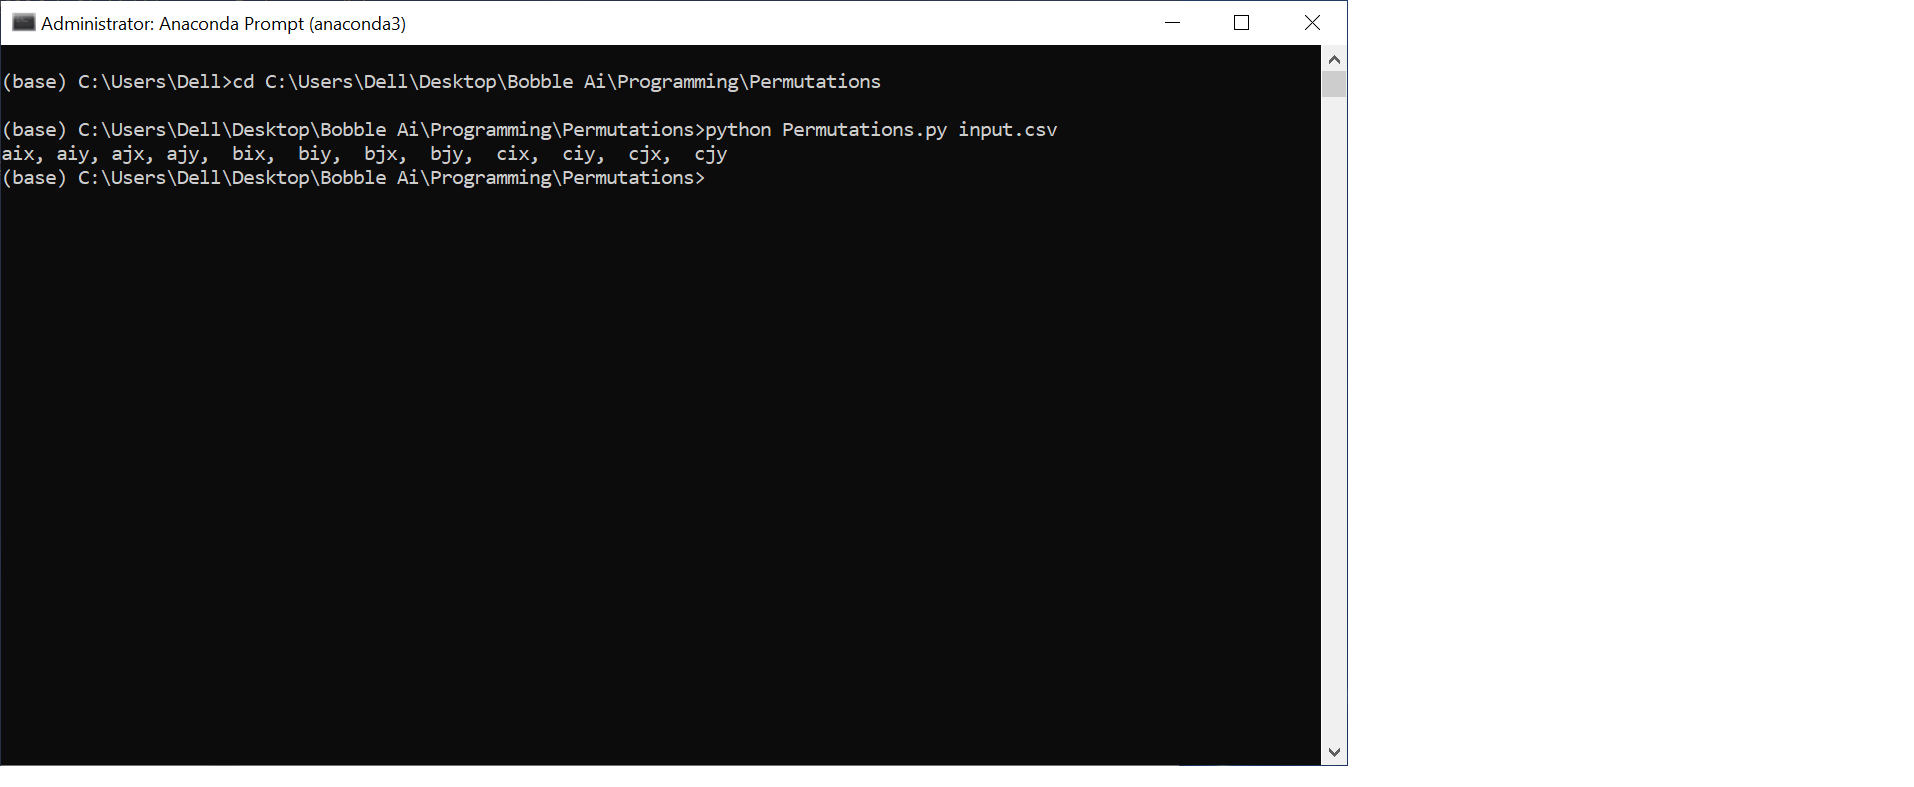 Administrator: Anaconda Prompt (anaconda3)
(base) C:\Users\Dell>cd C:\Users\Dell\Desktop\Bobble Ai\Programming\Permutations
(base) C:\Users\Dell\Desktop\Bobble Ai\Programming\Permutations>python Permutations.py input.csv
aix, aiy, ajx, ajy,  bix,  biy,  bjx,  bjy,  cix,  ciy,  cjx,  cjy
(base) C:\Users\Dell\Desktop\Bobble Ai\Programming\Permutations>